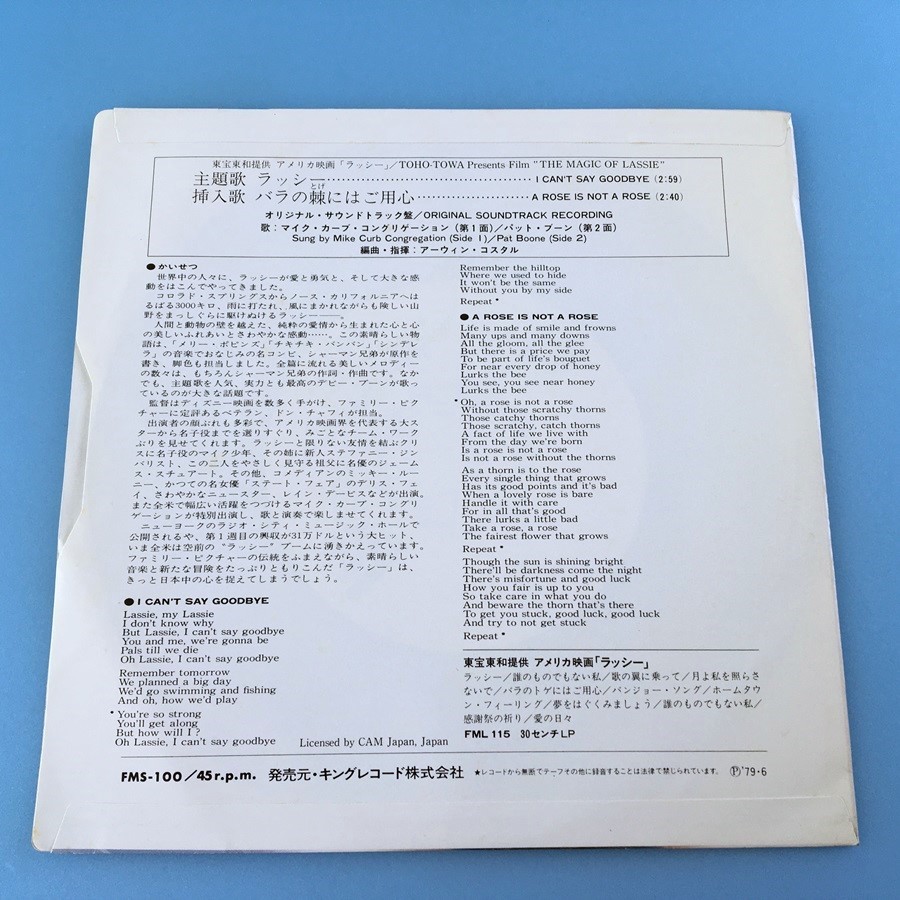 東宝東和提供 アメリカ映画「ラッシー」/TOHO-TOWA Presents Film "THE MAGIC OF LASSIE"
主題歌 ラッシー……………………………I CAN'T SAY GOODBYE (2:59)
とげ
挿入歌 バラの棘にはご用心………………A ROSE IS NOT A ROSE (2:40)
オリジナル・サウンドトラック盤/ORIGINAL SOUNDTRACK RECORDING
歌:マイク・カーブ・コングリゲーション(第1面)/パット・ブーン(第2面)
Sung by Mike Curb Congregation (Side 1)/Pat Boone (Side 2)
編曲・指揮:アーウィン・コスタル
●かいせつ
世界中の人々に、ラッシーが愛と勇気と、そして大きな感
動をはこんでやってきました。
コロラド・スプリングスからノース・カリフォルニアへは
るばる3000キロ、雨に打たれ、風にまかれながらも険しい山
野をまっしぐらに駆けぬけるラッシー——。
人間と動物の壁を越えた、純粋の愛情から生まれた心と心
の美しいふれあいとさわやかな感動……。この素晴らしい物
語は、「メリー・ポピンズ」「チキチキ・バンバン」「シンデレ
ラ」の音楽でおなじみの名コンビ、シャーマン兄弟が原作を
書き、脚色も担当しました。全篇に流れる美しいメロディー
の数々は、もちろんシャーマン兄弟の作詞・作曲です。なか
でも、主題歌を人気、実力とも最高のデビー・ブーンが歌っ
ているのが大きな話題です。
監督はディズニー映画を数多く手がけ、ファミリー・ピク
チャーに定評あるベテラン、ドン・チャフィが担当。
出演者の顔ぶれも多彩で、アメリカ映画界を代表する大ス
ターから名子役までを選りすぐり、みごとなチーム・ワーク
ぶりを見せてくれます。ラッシーと限りない友情を結ぶクリ
スに名子役のマイク少年、その姉に新人ステファニー・ジン
バリスト、この二人をやさしく見守る祖父に名優のジェーム
ス・スチュアート。その他、コメディアンのミッキー・ルー
ニー、かつての名女優「ステート・フェア」のデリス・フェ
イ、さわやかなニュースター、レイン・デービスなどが出演。
また全米で幅広い活躍をつづけるマイク・カーブ・コングリ
ゲーションが特別出演し、歌と演奏で楽しませてくれます。
ニューヨークのラジオ・シティ・ミュージック・ホールで
公開されるや、第1週目の興収が31万ドルという大ヒット、
いま全米は空前の"ラッシー"ブームに湧きかえっています。
ファミリー・ピクチャーの伝統をふまえながら、素晴らしい
音楽と新たな冒険をたっぷりともりこんだ「ラッシー」は、
きっと日本中の心を捉えてしまうでしょう。
●I CAN'T SAY GOODBYE
Lassie, my Lassie
I don't know why
But Lassie, I can't say goodbye
You and me, we're gonna be
Pals till we die
Oh Lassie, I can't say goodbye
Remember tomorrow
We planned a big day
We'd go swimming and fishing
And oh, how we'd play
*You're so strong
You'll get along
But how will I?
Oh Lassie, I can't say goodbye
Licensed by CAM Japan, Japan
Remember the hilltop
Where we used to hide
It won't be the same
Without you by my side
Repeat *
●A ROSE IS NOT A ROSE
Life is made of smile and frowns
Many ups and many downs
All the gloom, all the glee
But there is a price we pay
To be part of life's bouquet
For near every drop of honey
Lurks the bee
You see, you see near honey
Lurks the bee
*Oh, a rose is not a rose
Without those scratchy thorns
Those catchy thorns
Those scratchy, catch thorns
A fact of life we live with
From the day we're born
Is a rose is not a rose
Is not a rose without the thorns
As a thorn is to the rose
Every single thing that grows
Has its good points and it's bad
When a lovely rose is bare
Handle it with care
For in all that's good
There lurks a little bad
Take a rose, a rose
The fairest flower that grows
Repeat *
Though the sun is shining bright
There'll be darkness come the night
There's misfortune and good luck
How you fair is up to you
So take care in what you do
And beware the thorn that's there
To get you stuck, good luck, good luck
And try to not get stuck
Repeat *
東宝東和提供 アメリカ映画「ラッシー」
ラッシー/誰のものでもない私/歌の翼に乗って/月よ私を照らさ
ないで/バラのトゲにはご用心/バンジョー・ソング/ホームタウ
ン・フィーリング/夢をはぐくみましょう/誰のものでもない私/
感謝祭の祈り/愛の日々
FML 115 30センチLP
FMS-100/45r.p.m. 発売元・キングレコード株式会社 ★レコードから無断でテープその他に録音することは法律で禁じられています。 Ⓟ'79・6